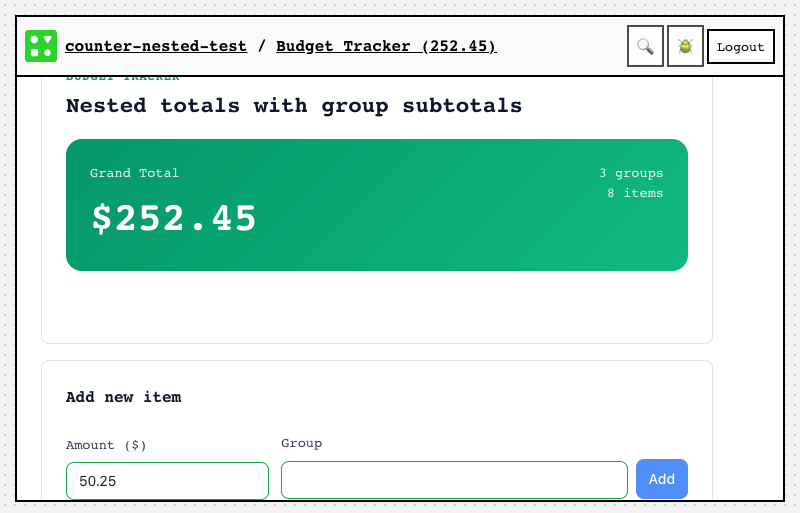 counter-nested-test / Budget Tracker (252.45)
Logout
BUDGET TRACKER
Nested totals with group subtotals
Grand Total
3 groups
8 items
$252.45
Add new item
Amount ($)
Group
50.25
Add